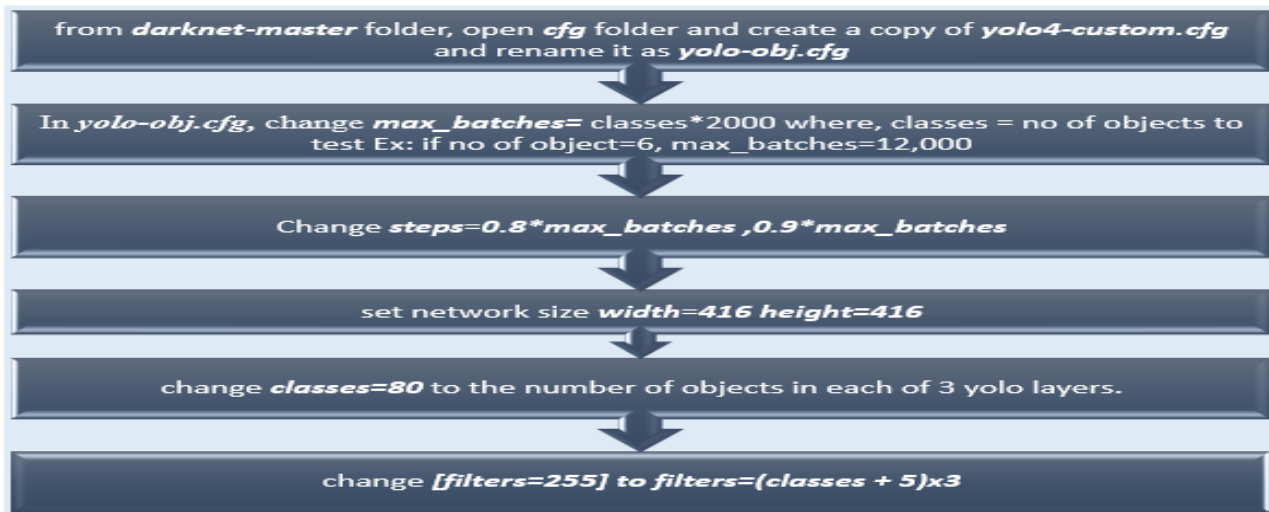 from darknet-master folder, open cfg folder and create a copy of yolo4-custom.cfg
and rename it as yolo-obj.cfg
In yolo-obj.cfg, change max_batches= classes*2000 where, classes = no of objects to
test Ex: if no of object=6, max_batches=12,000
Change steps=0.8*max_batches ,0.9*max_batches
set network size width=416 height=416
change classes=80 to the number of objects in each of 3 yolo layers.
change [filters=255] to filters=(classes + 5)x3